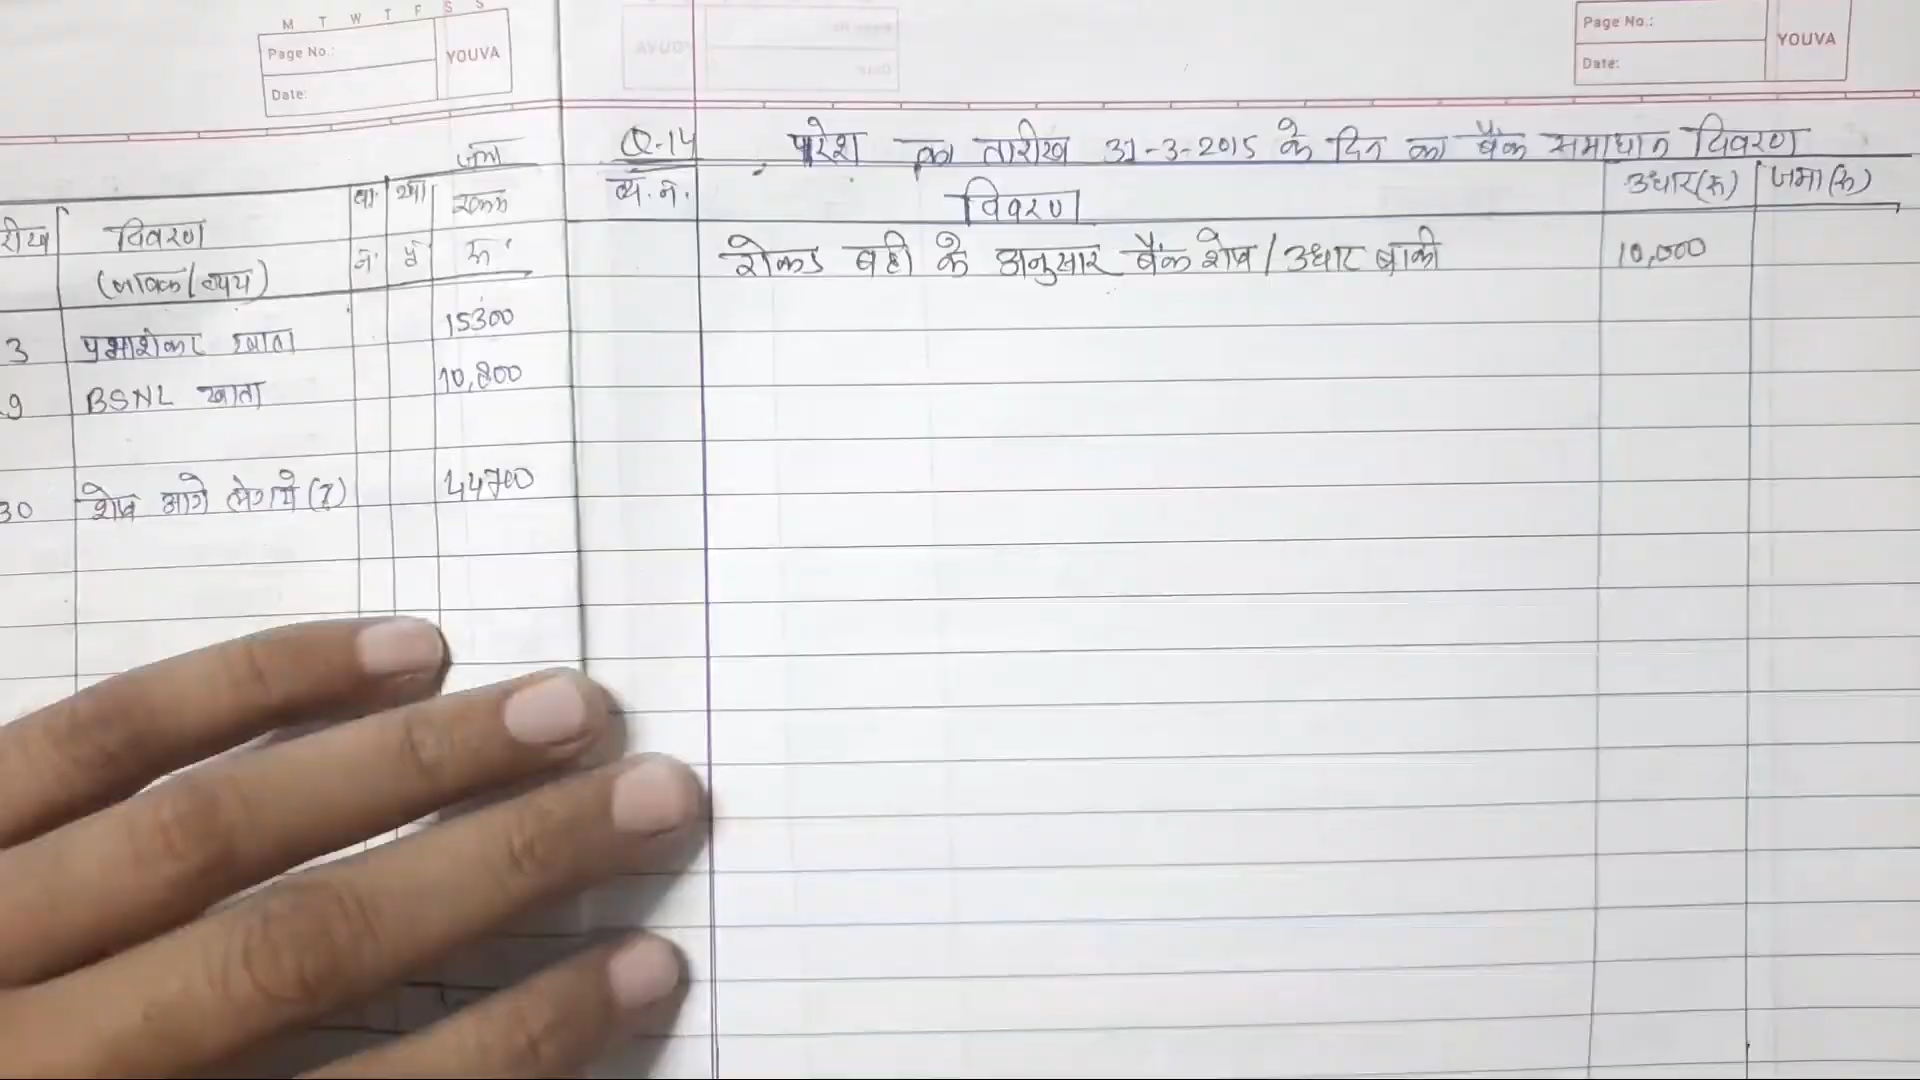 M T W T F S S
Page No.:
YOUVA
Date:
जमा
रीख
विवरण
(आवक/व्यय)
न.
रकम
रू.
3 प्रभाशंकर खाता 15300
9 BSNL खाता 10,800
30 शेष आगे ले गये (?) 44700
Page No.:
YOUVA
Date:
Q.14 परेश का तारीख 31-3-2015 के दिन का बैंक समाधान विवरण
व्य.न. विवरण उधार(रू) जमा(रू)
रोकड बही के अनुसार बैंक शेष/उधार बाकी 10,000